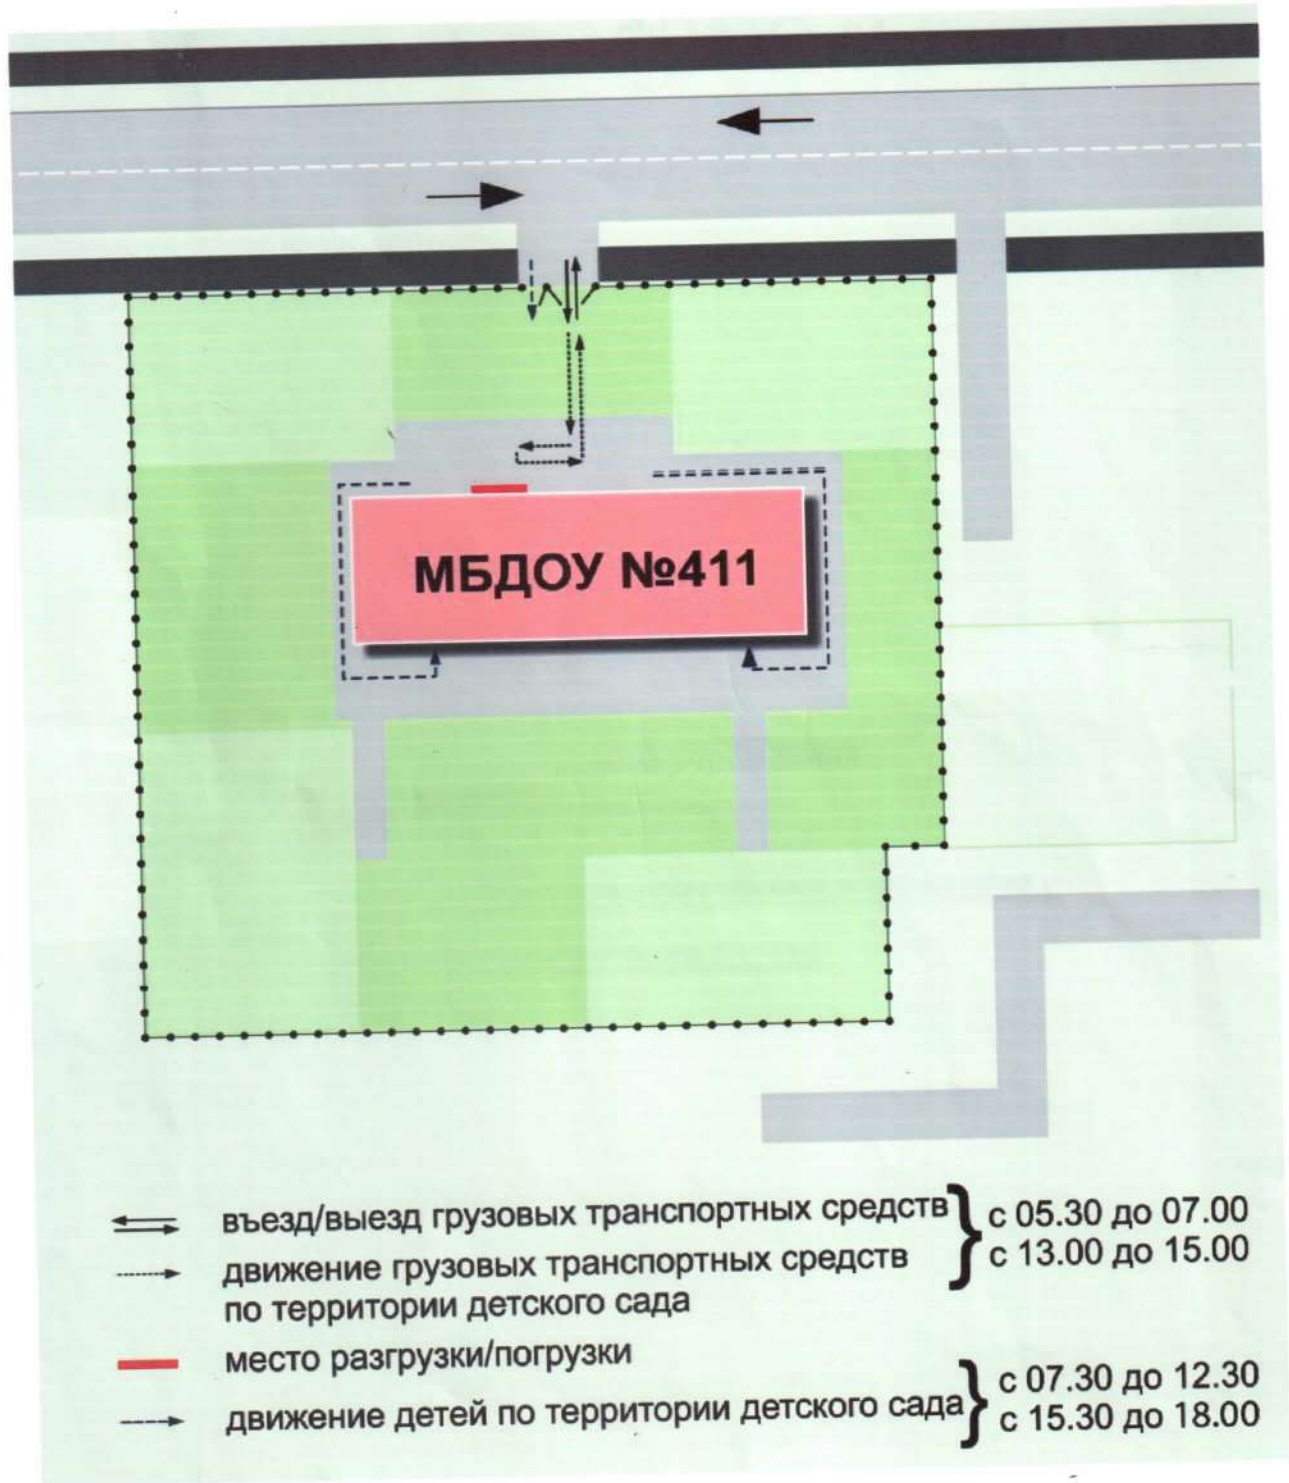 МБДОУ №411
въезд/выезд грузовых транспортных средств
с 05.30 до 07.00
движение грузовых транспортных средств
с 13.00 до 15.00
по территории детского сада
место разгрузки/погрузки
с 07.30 до 12.30
движение детей по территории детского сада
с 15.30 до 18.00